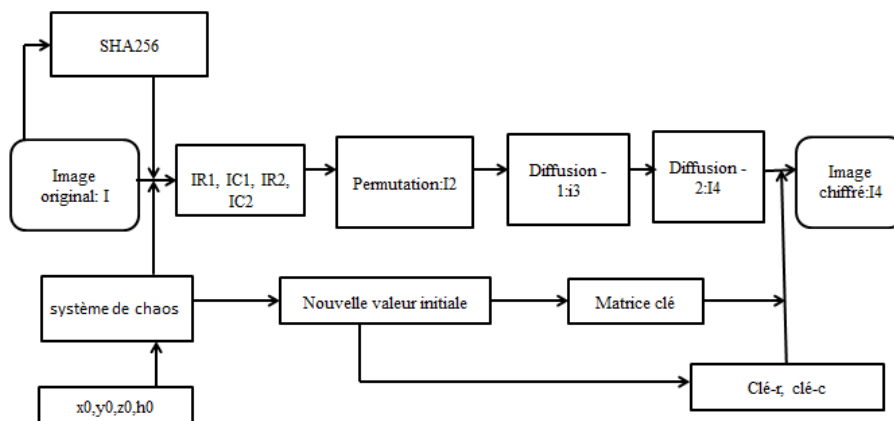 SHA256
Image
original: I
IR1, IC1, IR2,
IC2
Permutation:I2
Diffusion -
1:i3
Diffusion -
2:I4
Image
chiffré:I4
système de chaos
Nouvelle valeur initiale
Matrice clé
x0,y0,z0,h0
Clé-r, clé-c